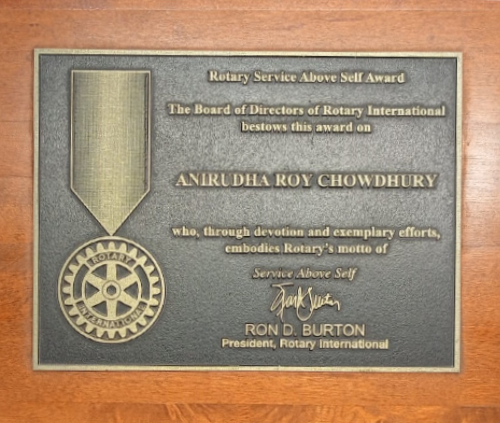 Rotary Service Above Self Award
The Board of Directors of Rotary International
bestows this award on
ANIRUDHA ROY CHOWDHURY
who, through devotion and exemplary efforts,
embodies Rotary's motto of
Service Above Self
RON D. BURTON
President, Rotary International
ROTARY
INTERNATIONAL